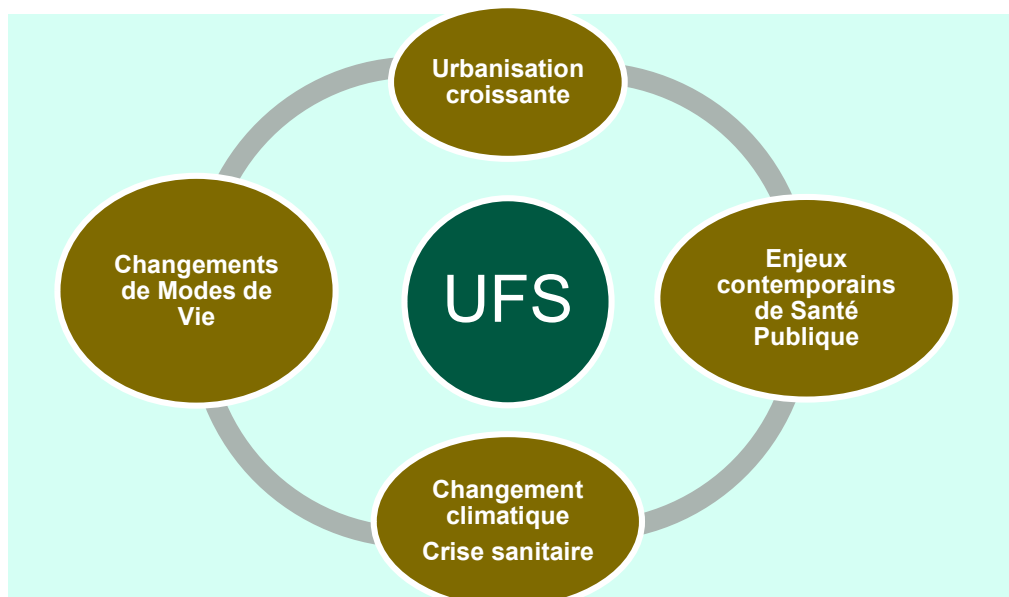 Urbanisation
croissante
Changements
de Modes de
Vie
UFS
Enjeux
contemporains
de Santé
Publique
Changement
climatique
Crise sanitaire